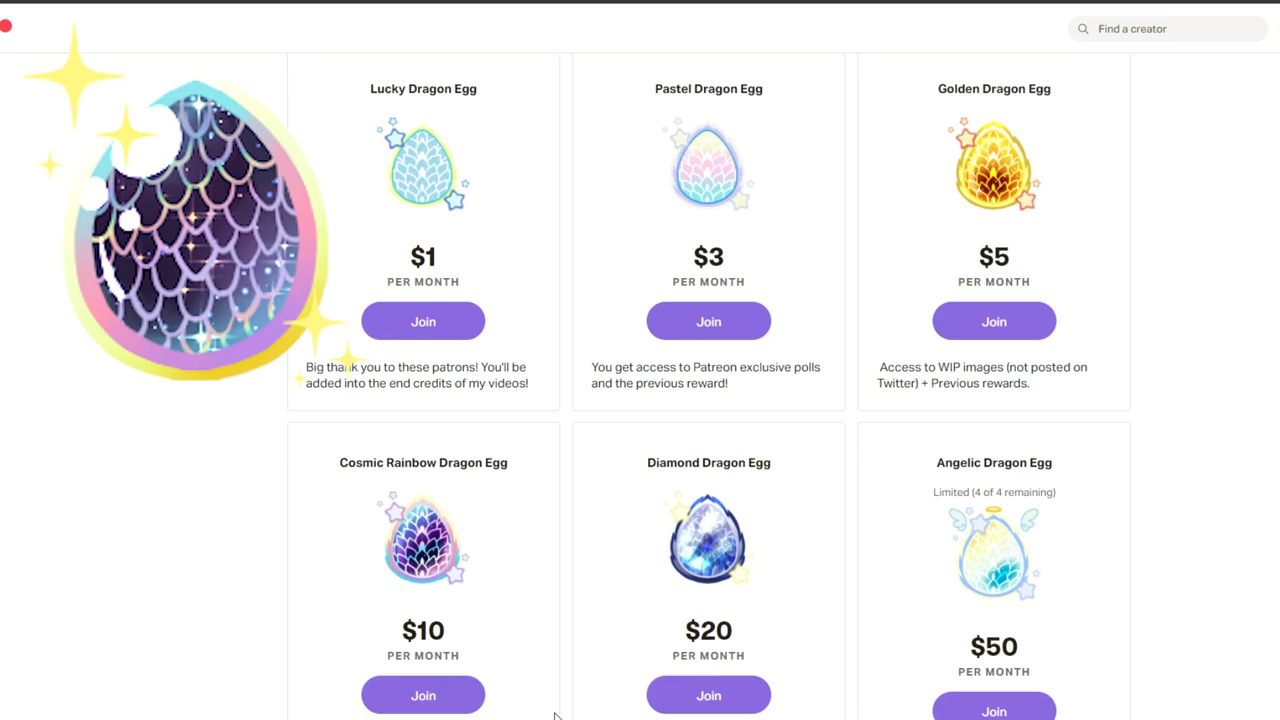 Find a creator
Lucky Dragon Egg
$1
PER MONTH
Join
Big thank you to these patrons! You'll be
added into the end credits of my videos!
Pastel Dragon Egg
$3
PER MONTH
Join
You get access to Patreon exclusive polls
and the previous reward!
Golden Dragon Egg
$5
PER MONTH
Join
Access to WIP images (not posted on
Twitter) + Previous rewards.
Cosmic Rainbow Dragon Egg
$10
PER MONTH
Join
Diamond Dragon Egg
$20
PER MONTH
Join
Angelic Dragon Egg
Limited (4 of 4 remaining)
$50
PER MONTH
Join